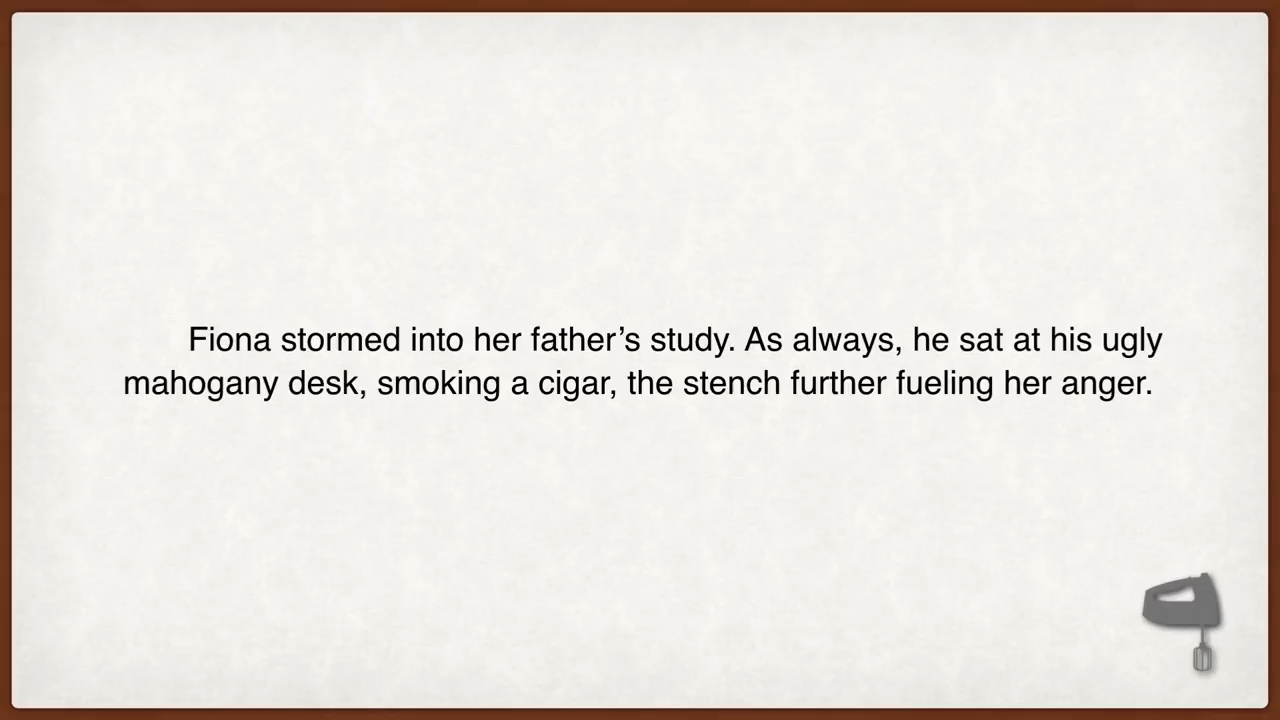 Fiona stormed into her father’s study. As always, he sat at his ugly
mahogany desk, smoking a cigar, the stench further fueling her anger.